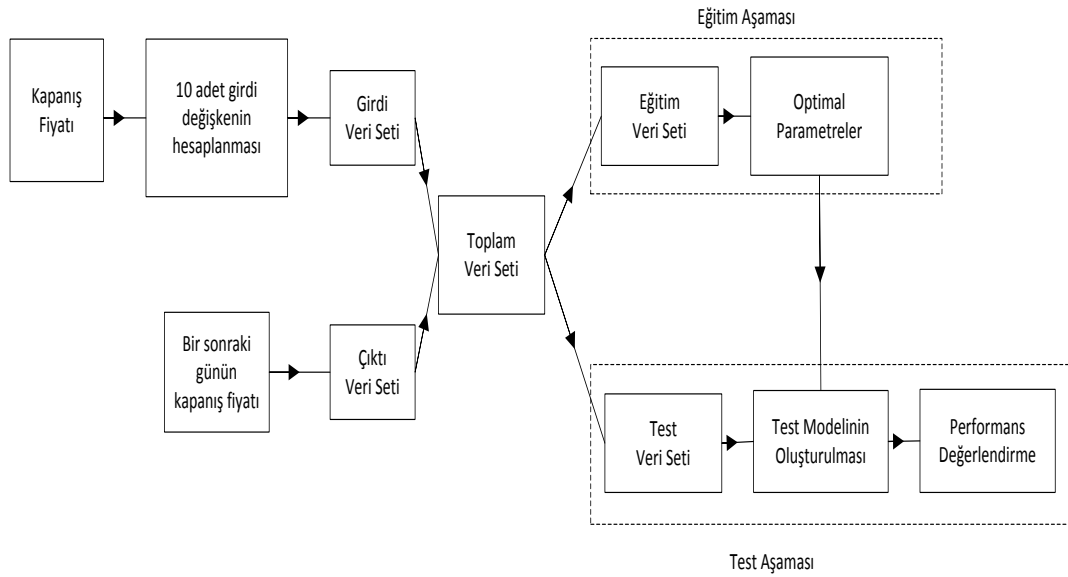 Eğitim Aşaması
Kapanış
Fiyatı
10 adet girdi
değişkenin
hesaplanması
Girdi
Veri Seti
Eğitim
Veri Seti
Optimal
Parametreler
Toplam
Veri Seti
Bir sonraki
günün
kapanış fiyatı
Çıktı
Veri Seti
Test
Veri Seti
Test Modelinin
Oluşturulması
Performans
Değerlendirme
Test Aşaması